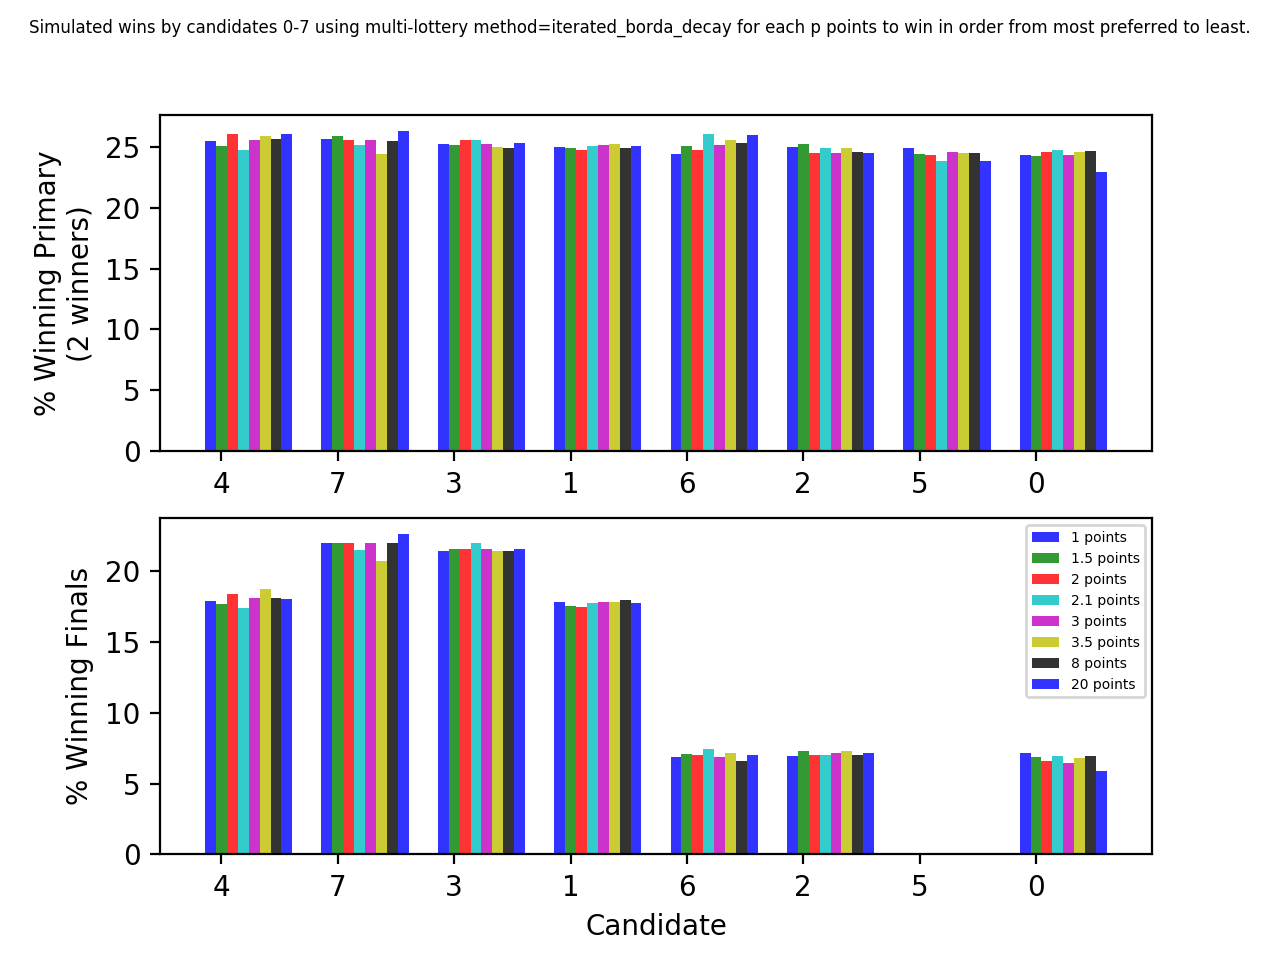 Simulated wins by candidates 0-7 using multi-lottery method=iterated_borda_decay for each p points to win in order from most preferred to least.
% Winning Primary
(2 winners)
25
20
15
10
5
0
4 7 3 1 6 2 5 0
% Winning Finals
20
15
10
5
0
1 points
1.5 points
2 points
2.1 points
3 points
3.5 points
8 points
20 points
4 7 3 1 6 2 5 0
Candidate